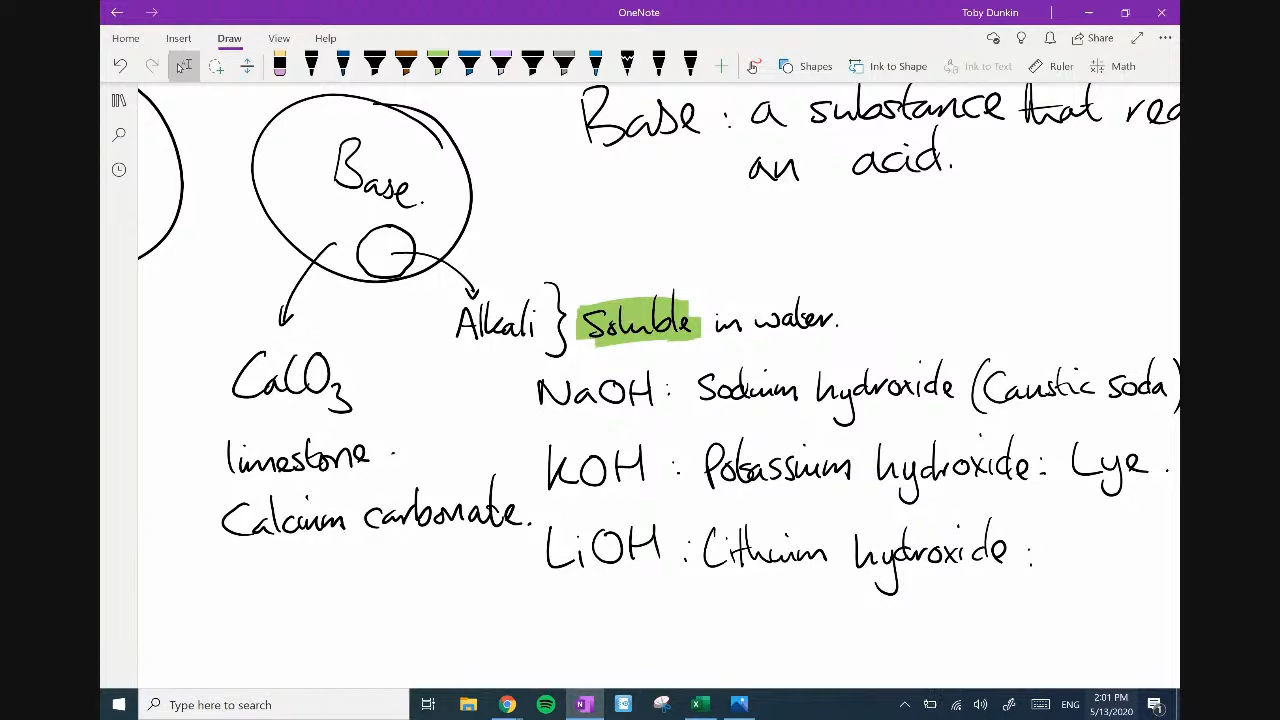 OneNote
Toby Dunkin
Home Insert Draw View Help
Share
Shapes Ink to Shape Ink to Text Ruler Math
Base : a substance that rea
an acid.
Base.
Alkali } Soluble in water.
CaCO3
NaOH : Sodium hydroxide (Caustic soda)
limestone.
KOH : Potassium hydroxide : Lye.
Calcium carbonate.
LiOH : Lithium hydroxide :
Type here to search
ENG
2:01 PM
5/13/2020
1